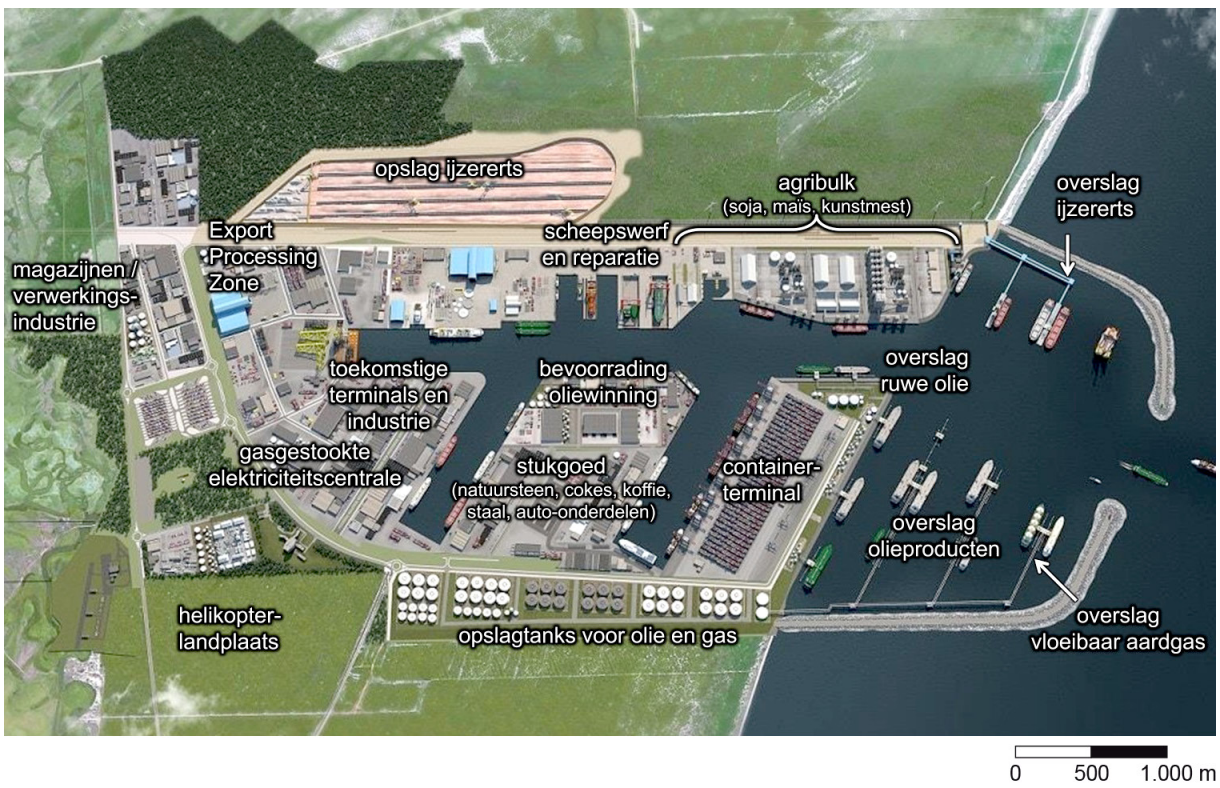 opslag ijzererts
agribulk
(soja, maïs, kunstmest)
overslag
ijzererts
Export
Processing
Zone
scheepswerf
en reparatie
magazijnen /
verwerkings-
industrie
toekomstige
terminals en
industrie
bevoorrading
oliewinning
overslag
ruwe olie
gasgestookte
elektriciteitscentrale
stukgoed
(natuursteen, cokes, koffie,
staal, auto-onderdelen)
container-
terminal
overslag
olieproducten
helikopter-
landplaats
opslagtanks voor olie en gas
overslag
vloeibaar aardgas
0 500 1.000 m